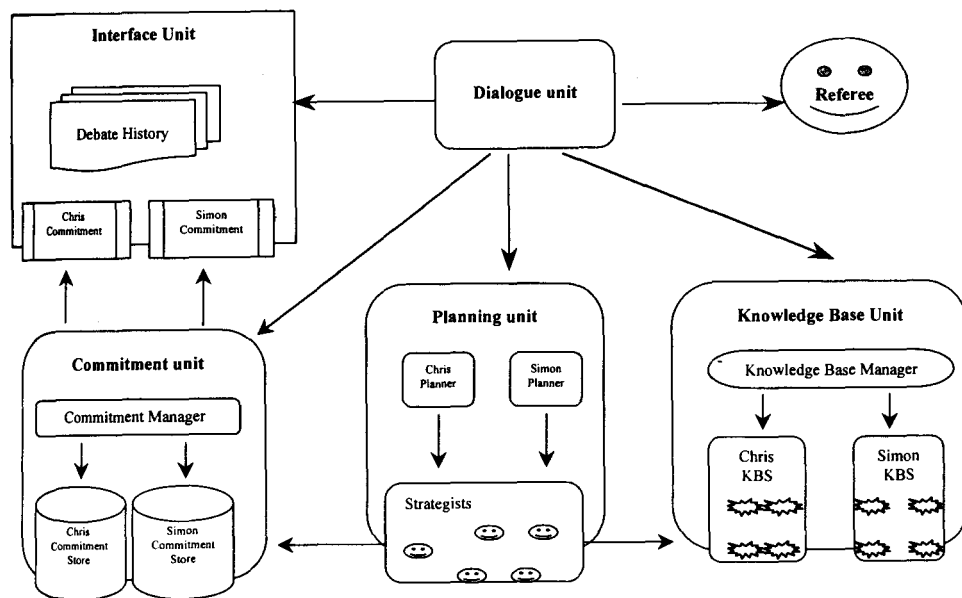 Interface Unit
Debate History
Chris
Commitment
Simon
Commitment
Dialogue unit
Referee
Commitment unit
Commitment Manager
Chris
Commitment
Store
Simon
Commitment
Store
Planning unit
Chris
Planner
Simon
Planner
Strategists
Knowledge Base Unit
Knowledge Base Manager
Chris
KBS
Simon
KBS